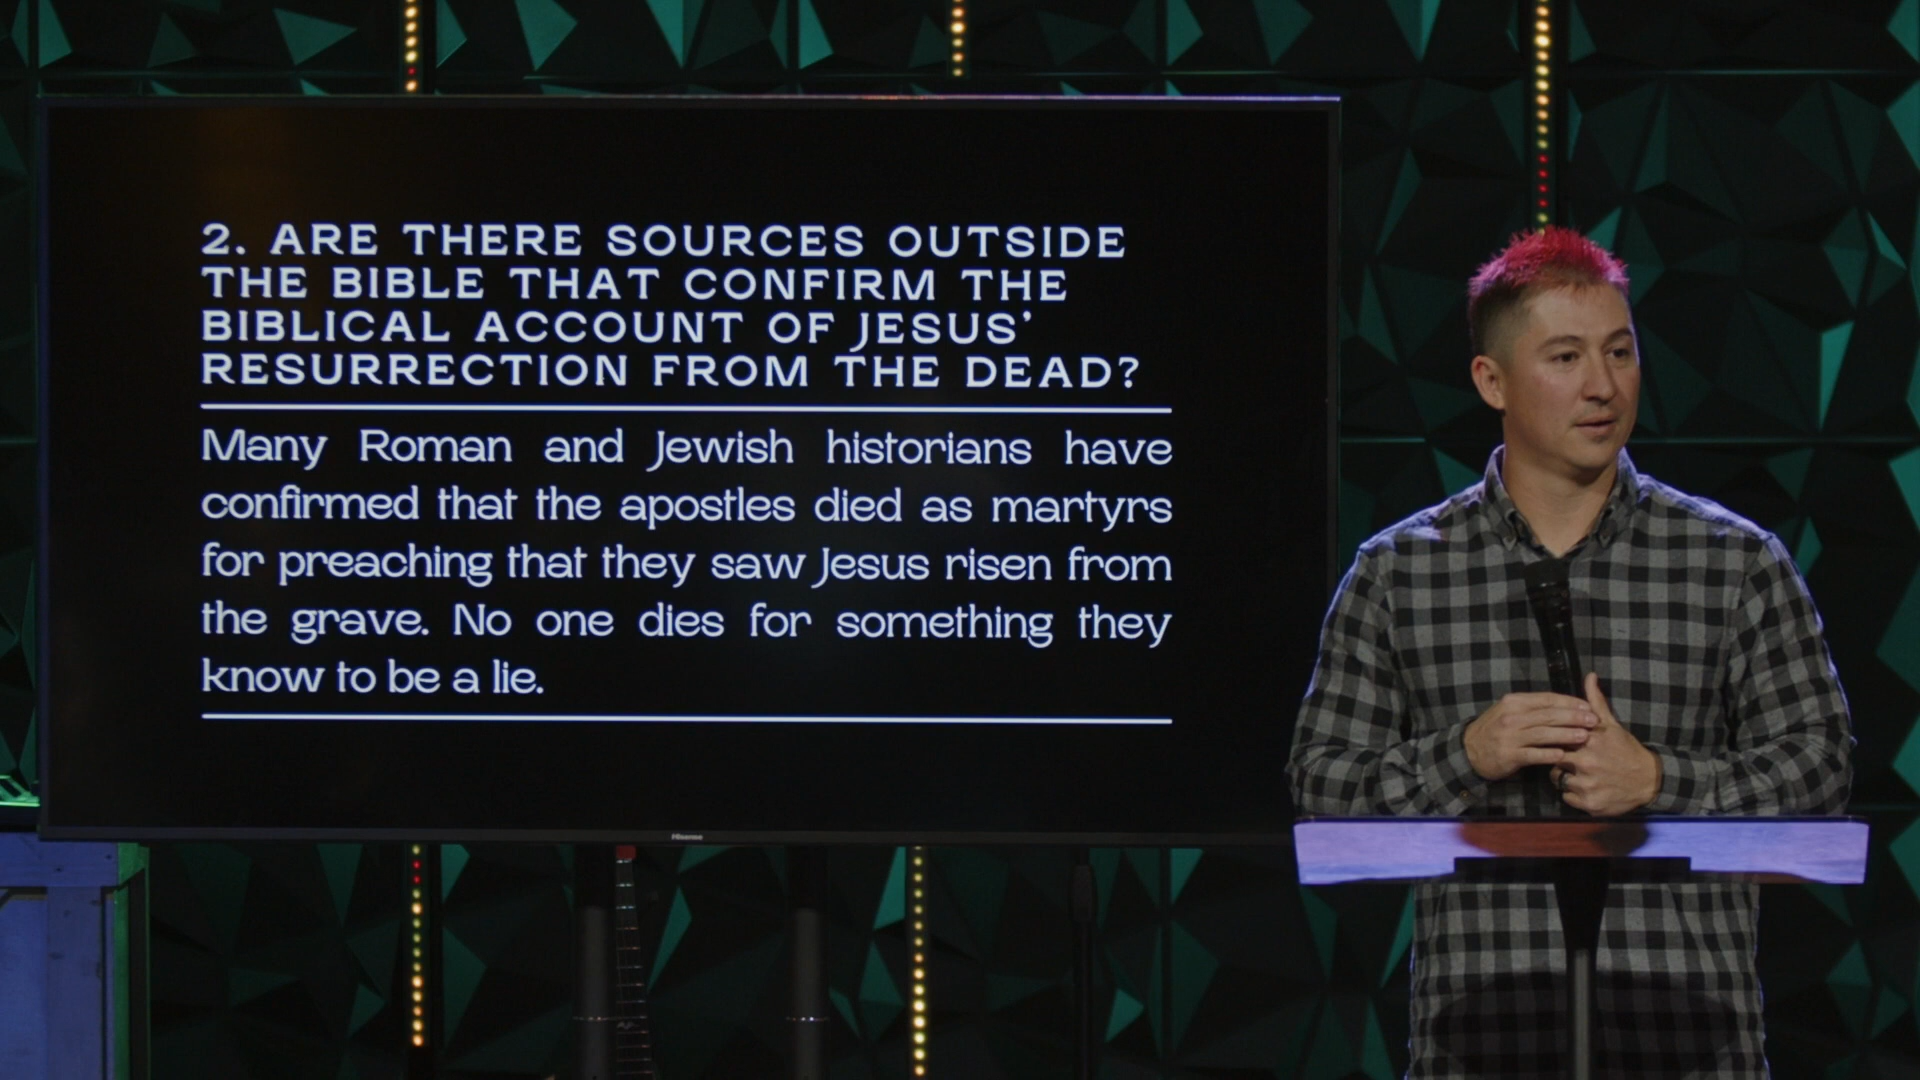 2. ARE THERE SOURCES OUTSIDE
THE BIBLE THAT CONFIRM THE
BIBLICAL ACCOUNT OF JESUS'
RESURRECTION FROM THE DEAD?
Many Roman and Jewish historians have
confirmed that the apostles died as martyrs
for preaching that they saw Jesus risen from
the grave. No one dies for something they
know to be a lie.
Hisense